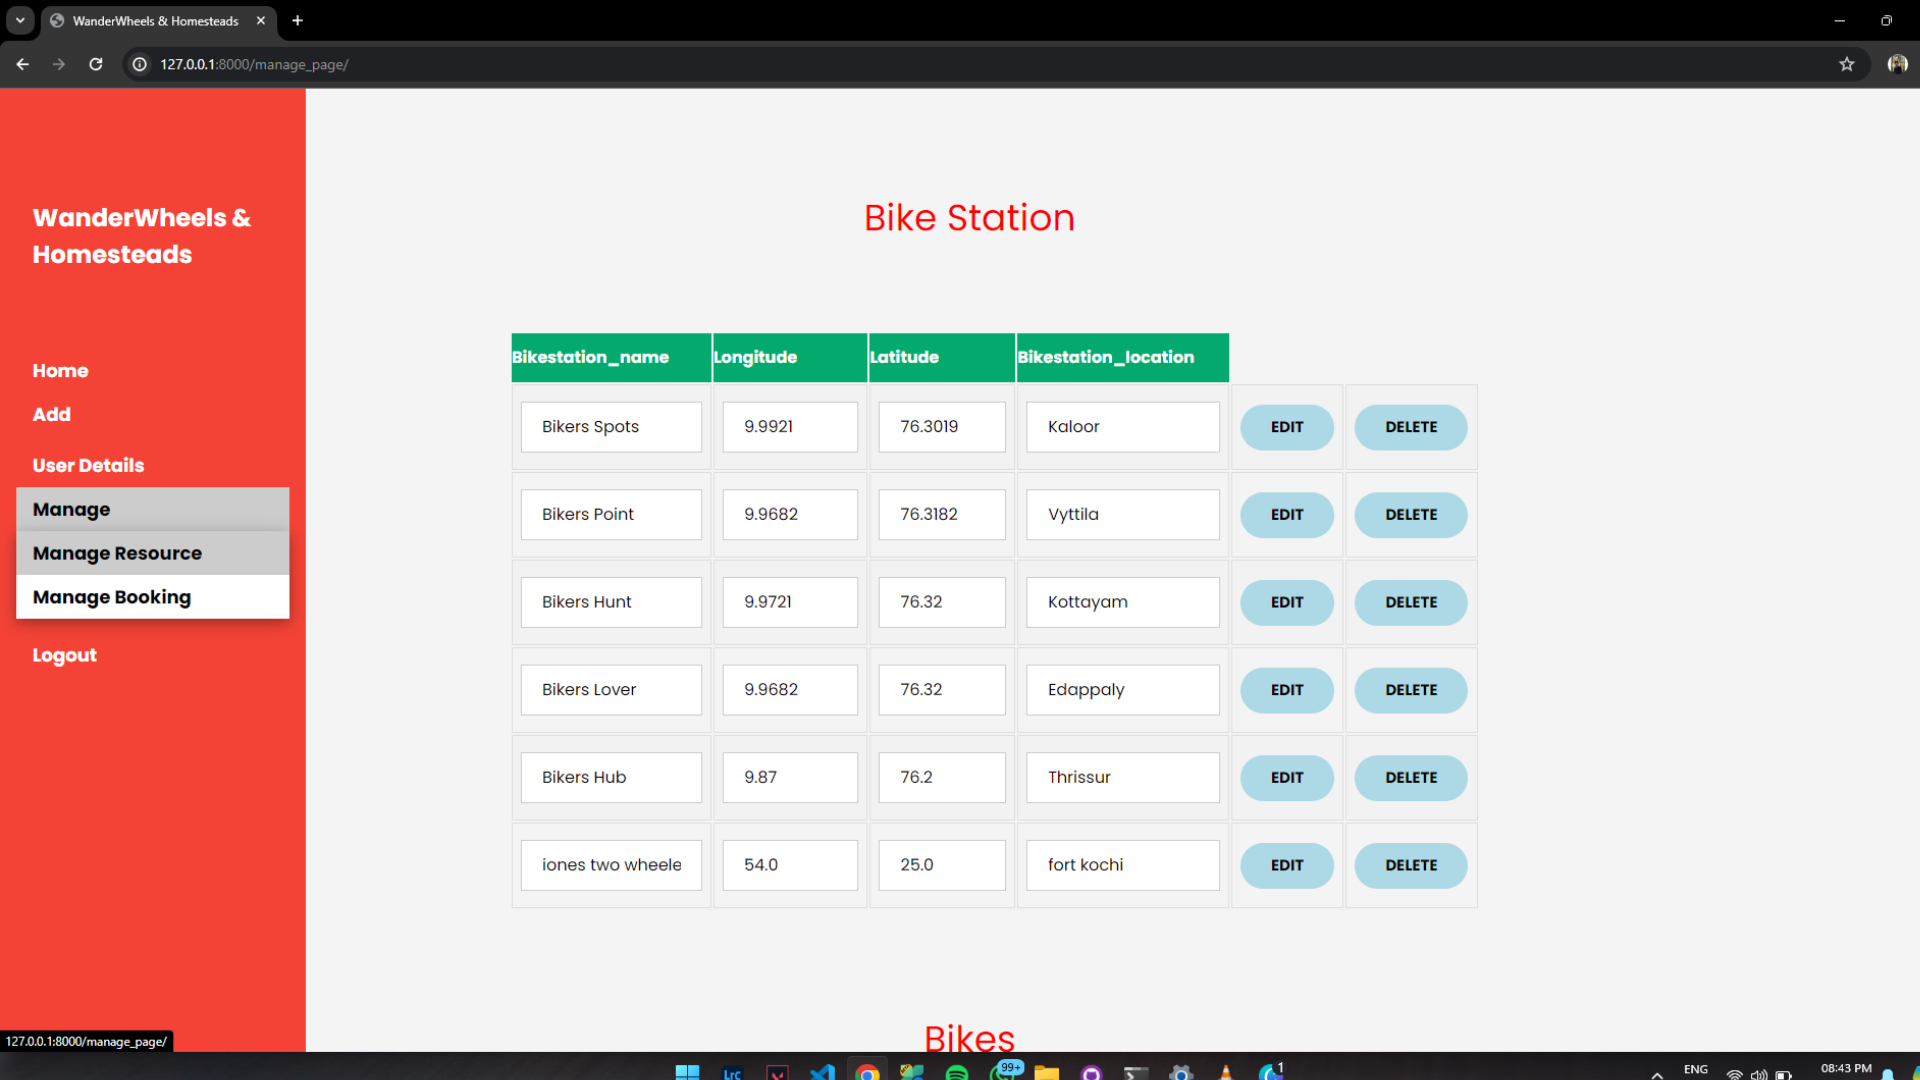 WanderWheels & Homesteads
127.0.0.1:8000/manage_page/
WanderWheels &
Homesteads
Home
Add
User Details
Manage
Manage Resource
Manage Booking
Logout
Bike Station
Bikestation_name Longitude Latitude Bikestation_location
Bikers Spots 9.9921 76.3019 Kaloor EDIT DELETE
Bikers Point 9.9682 76.3182 Vyttila EDIT DELETE
Bikers Hunt 9.9721 76.32 Kottayam EDIT DELETE
Bikers Lover 9.9682 76.32 Edappaly EDIT DELETE
Bikers Hub 9.87 76.2 Thrissur EDIT DELETE
iones two wheele 54.0 25.0 fort kochi EDIT DELETE
Bikes
127.0.0.1:8000/manage_page/
Lrc
99+
1
ENG
08:43 PM